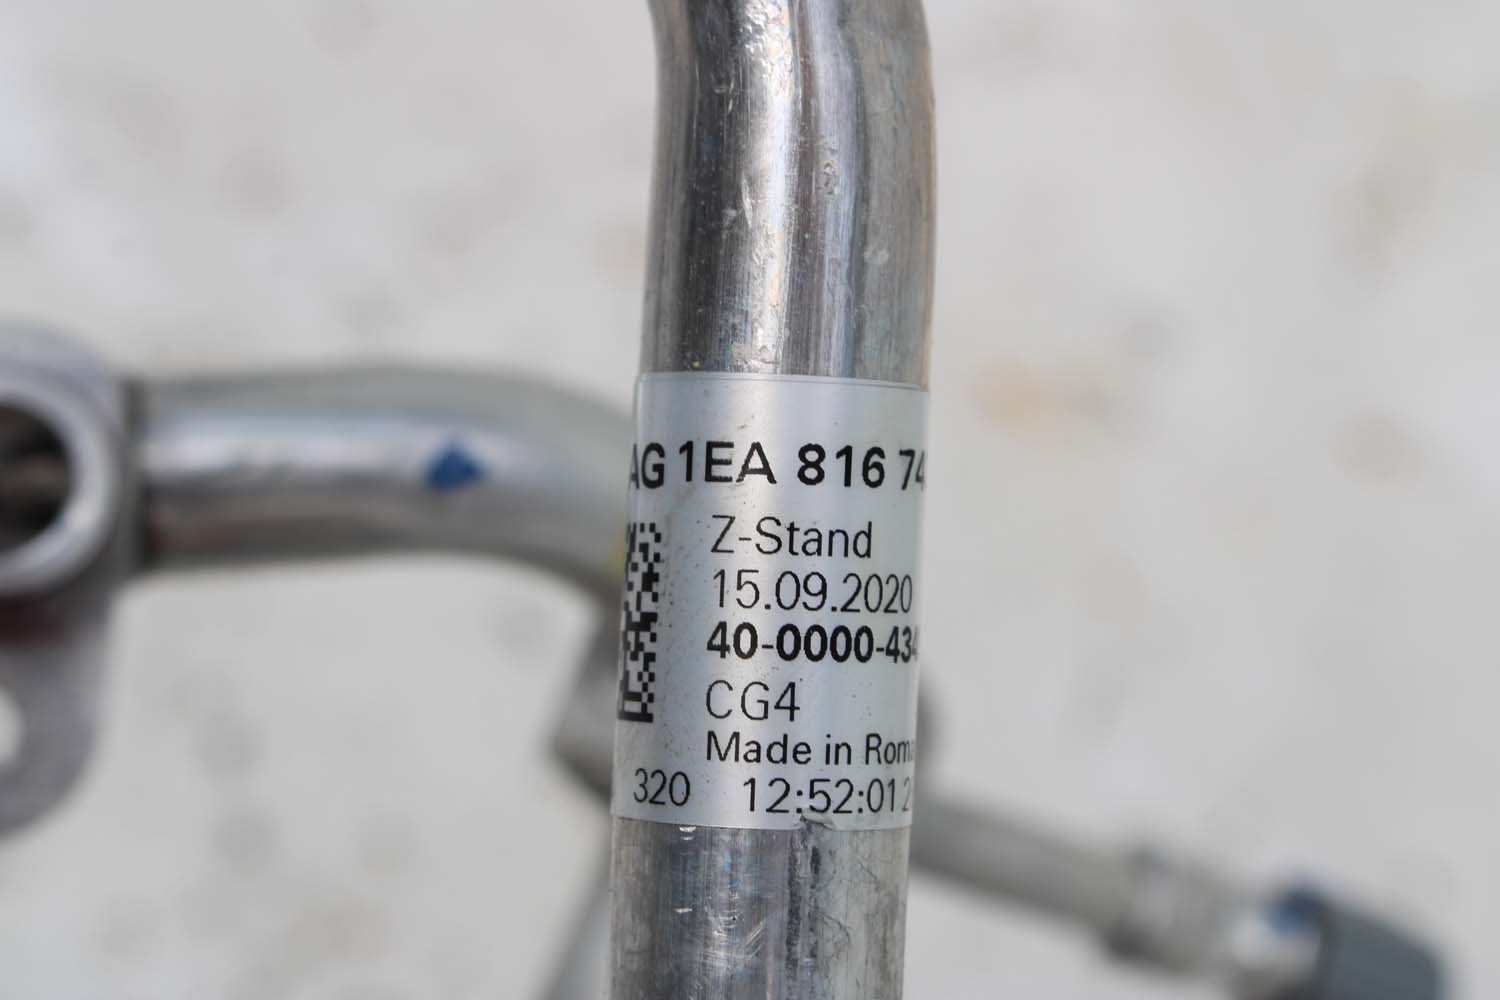 AG 1EA 816 74
Z-Stand
15.09.2020
40-0000-434
CG4
Made in Roma
320 12:52:01 2